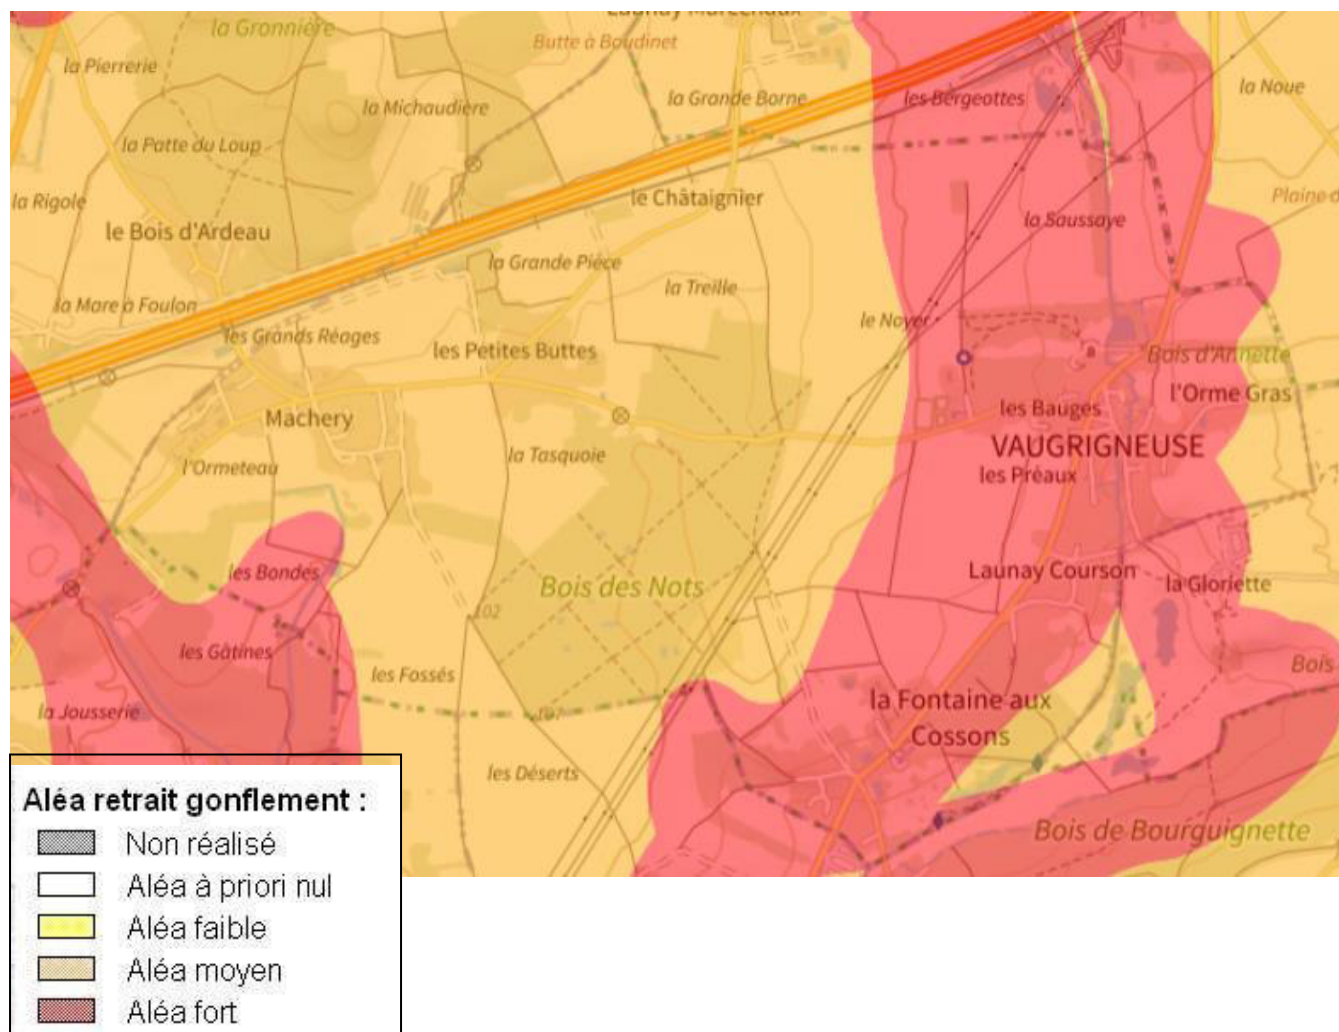 la Gronnière
Butte à Boudinet
la Pierrerie
la Noue
la Michaudière
la Grande Borne
les Bergeottes
la Patte du Loup
la Rigole
le Châtaignier
Plaine d
la Saussaye
le Bois d'Ardeau
la Grande Pièce
la Treille
la Mare à Foulon
le Noyer
les Grands Réages
les Petites Buttes
Bois d'Annette
l'Orme Gras
Machery
les Bauges
VAUGRIGNEUSE
la Tasquoie
l'Ormeteau
les Préaux
les Bondes
Launay Courson
la Gloriette
Bois des Nots
102
les Gâtines
Bois
les Fossés
la Fontaine aux
Cossons
la Jousserie
107
les Déserts
Bois de Bourguignette
Aléa retrait gonflement :
Non réalisé
Aléa à priori nul
Aléa faible
Aléa moyen
Aléa fort